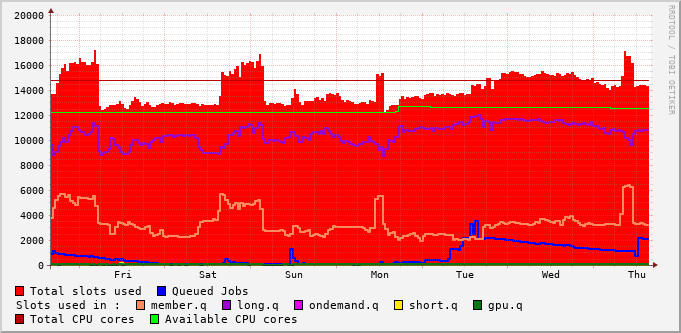 RRDTOOL / TOBI OETIKER
20000
18000
16000
14000
12000
10000
8000
6000
4000
2000
0
Fri Sat Sun Mon Tue Wed Thu
Total slots used Queued Jobs
Slots used in : member.q long.q ondemand.q short.q gpu.q
Total CPU cores Available CPU cores